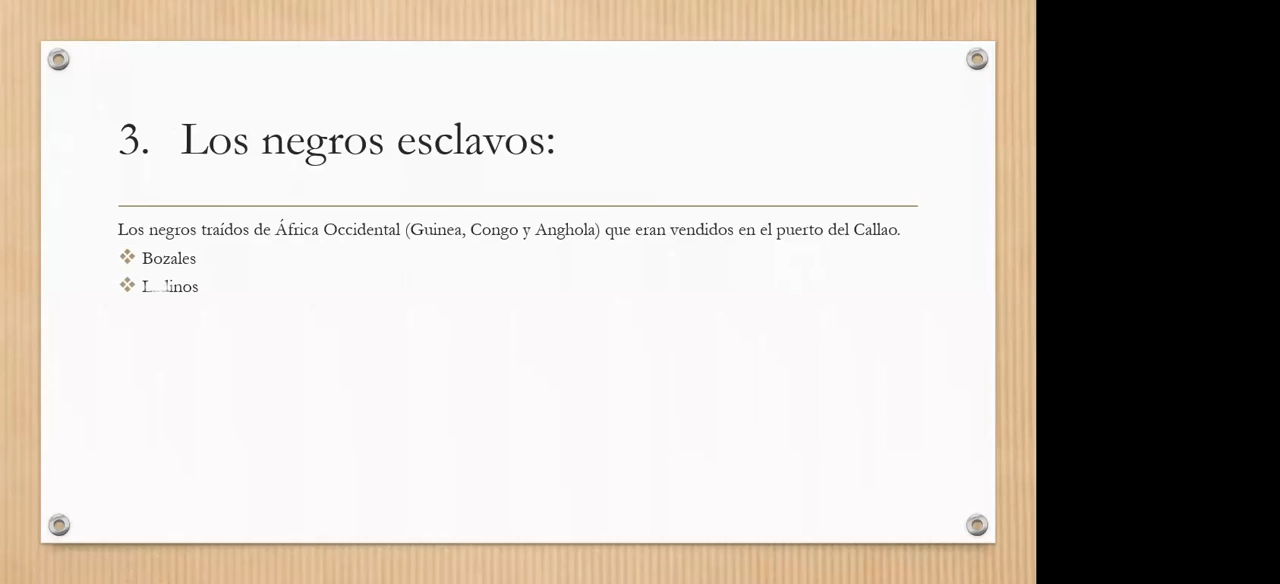 3. Los negros esclavos:
Los negros traídos de África Occidental (Guinea, Congo y Anghola) que eran vendidos en el puerto del Callao.
Bozales